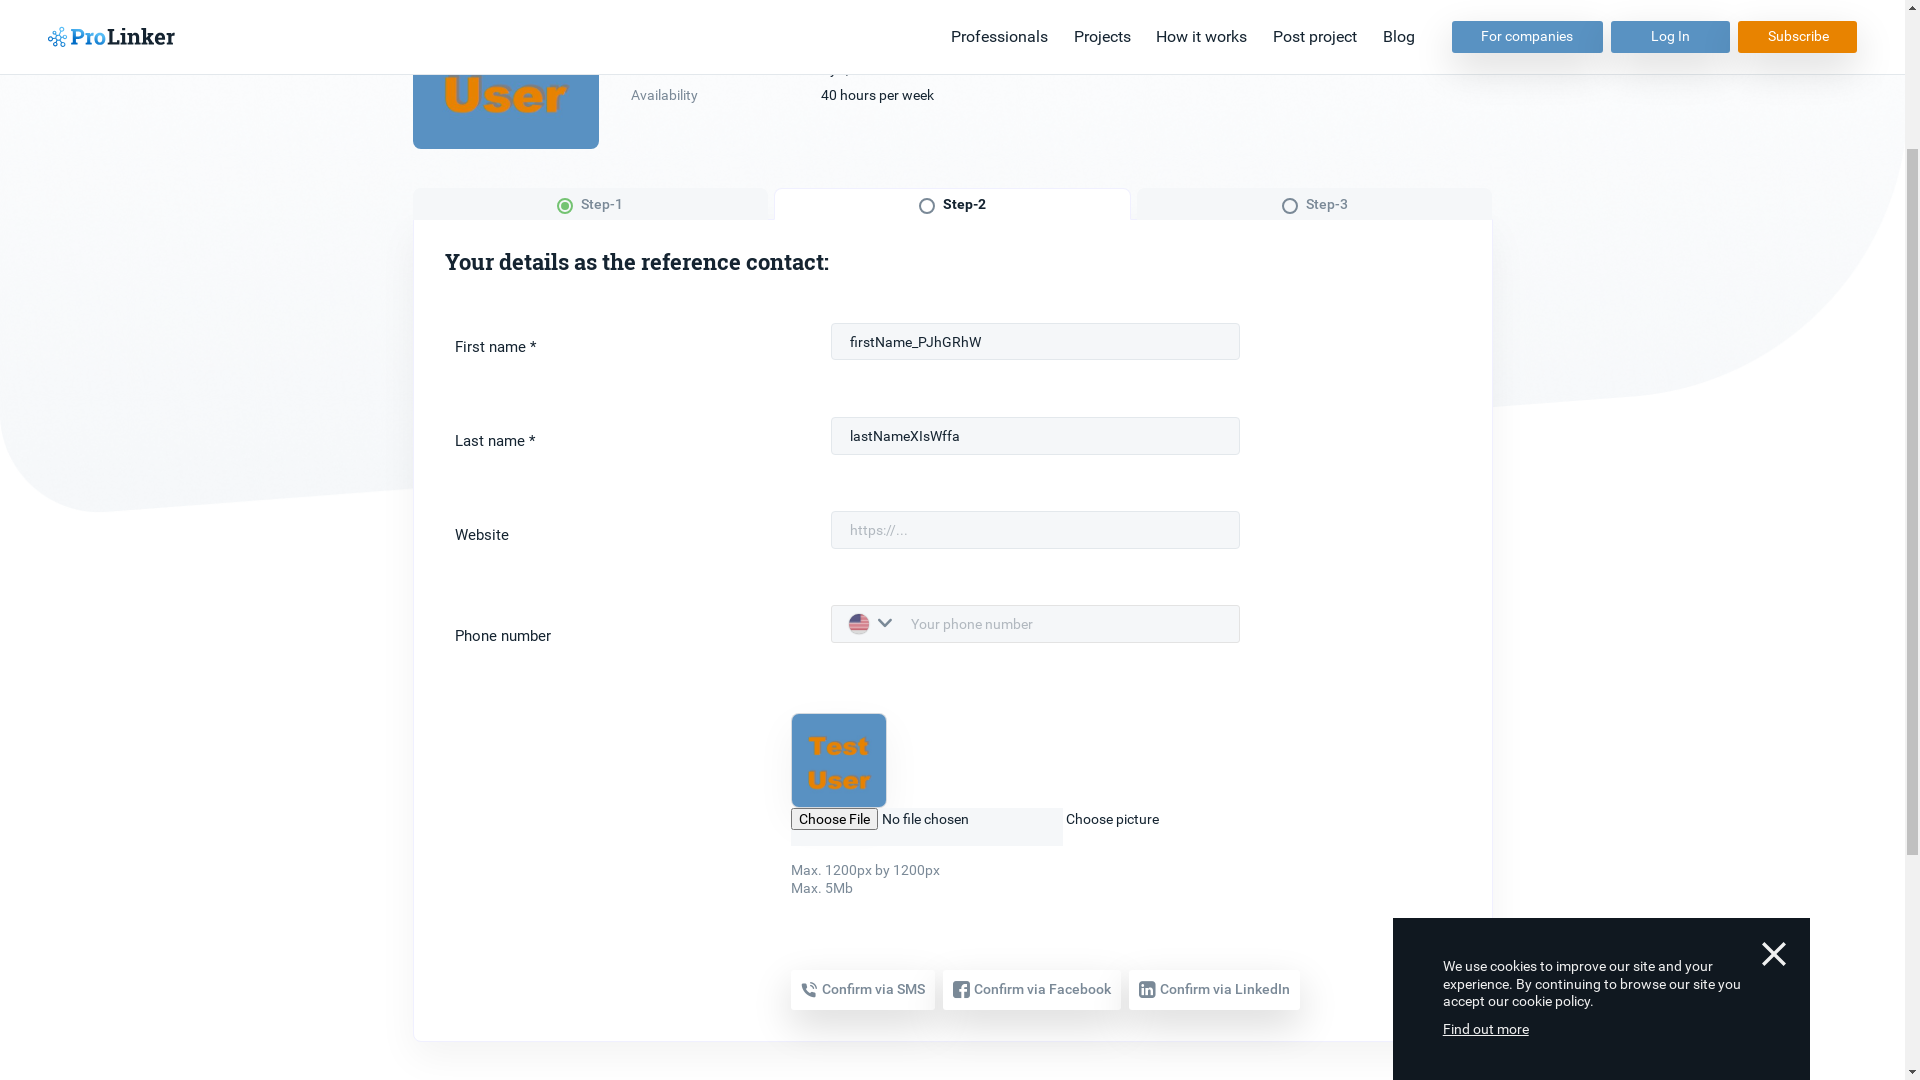 ProLinker
Professionals
Projects
How it works
Post project
Blog
For companies
Log In
Subscribe
User
Availability
40 hours per week
Step-1
Step-2
Step-3
Your details as the reference contact:
First name *
firstName_PJhGRhW
Last name *
lastNameXIsWffa
Website
https://...
Phone number
Your phone number
Test
User
Choose File No file chosen
Choose picture
Max. 1200px by 1200px
Max. 5Mb
Confirm via SMS
Confirm via Facebook
Confirm via LinkedIn
We use cookies to improve our site and your
experience. By continuing to browse our site you
accept our cookie policy.
Find out more